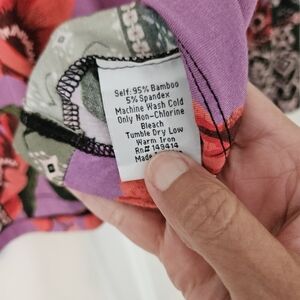 Self: 95% Bamboo
5% Spandex
Machine Wash Cold
Only Non-Chlorine
Bleach
Tumble Dry Low
Warm Iron
Rn# 149414
Made